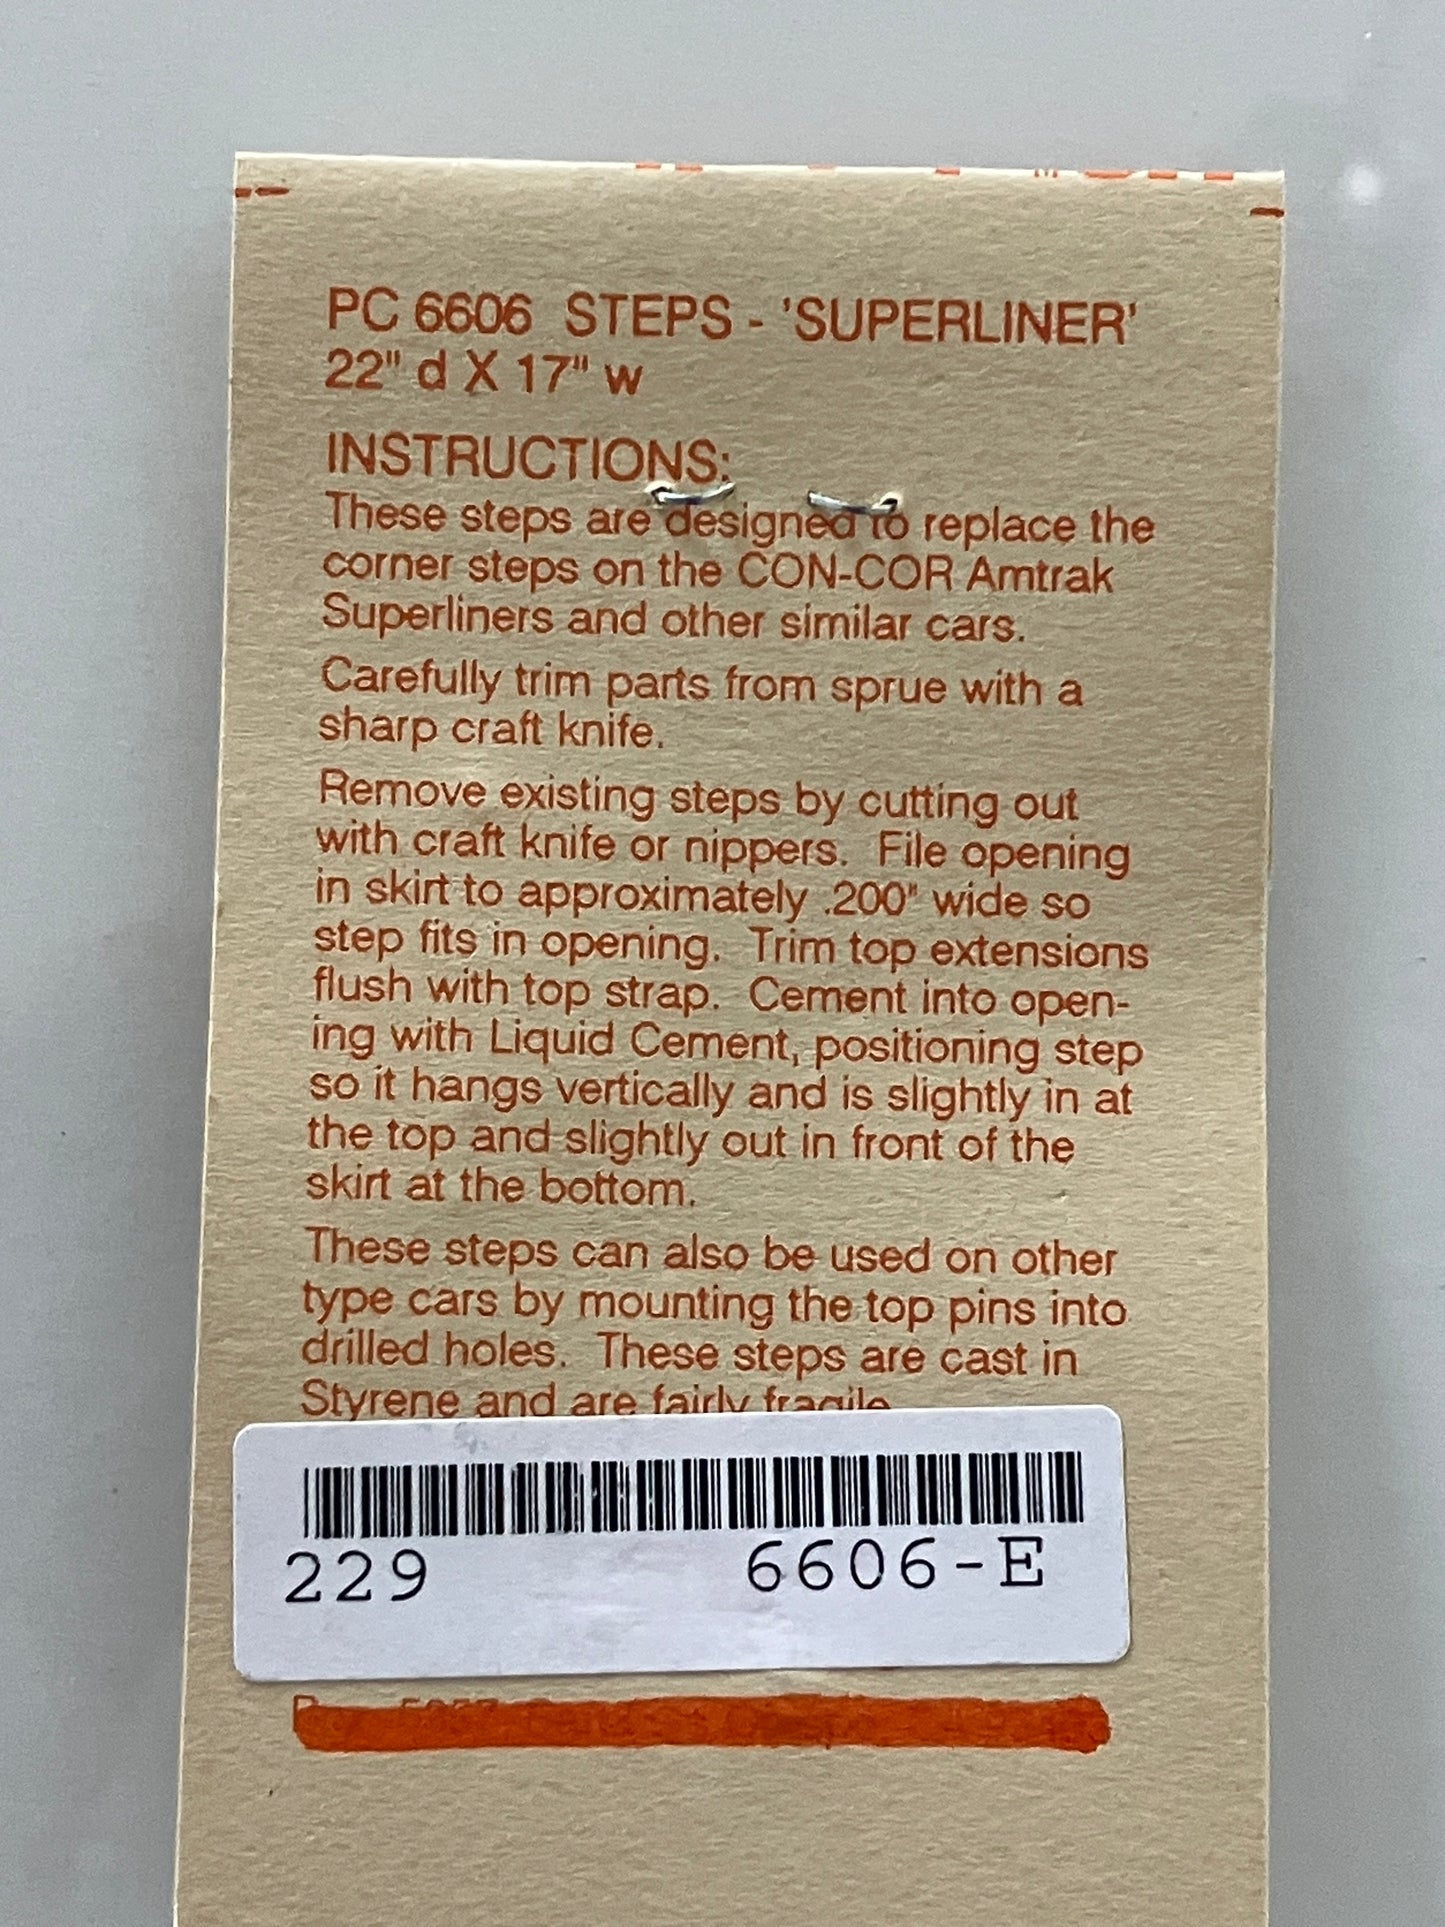 PC 6606 STEPS - 'SUPERLINER'
22" d X 17" w
INSTRUCTIONS:
These steps are designed to replace the
corner steps on the CON-COR Amtrak
Superliners and other similar cars.
Carefully trim parts from sprue with a
sharp craft knife.
Remove existing steps by cutting out
with craft knife or nippers. File opening
in skirt to approximately .200" wide so
step fits in opening. Trim top extensions
flush with top strap. Cement into open-
ing with Liquid Cement, positioning step
so it hangs vertically and is slightly in at
the top and slightly out in front of the
skirt at the bottom.
These steps can also be used on other
type cars by mounting the top pins into
drilled holes. These steps are cast in
Styrene and are fairly fragile.
229 6606-E